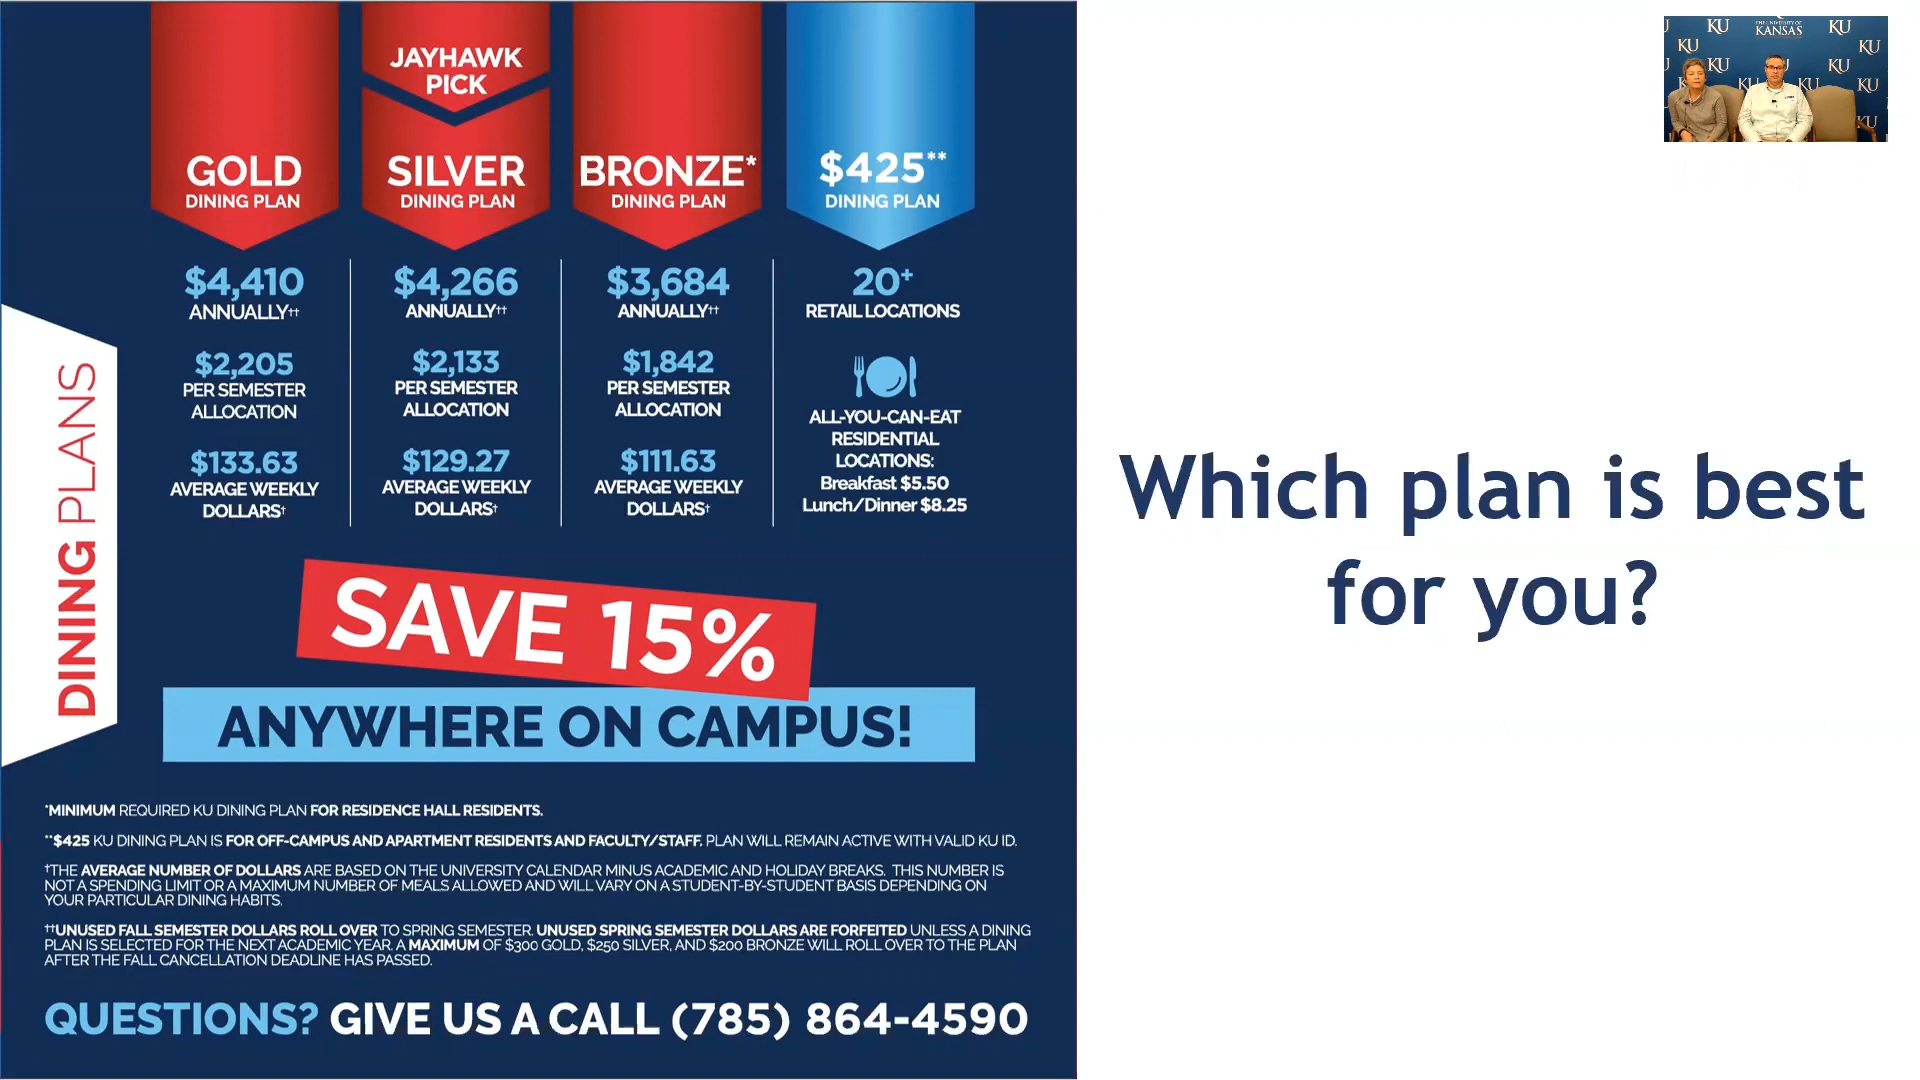 JAYHAWK
PICK
GOLD
DINING PLAN
SILVER
DINING PLAN
BRONZE*
DINING PLAN
$425**
DINING PLAN
$4,410
ANNUALLY††
$2,205
PER SEMESTER
ALLOCATION
$133.63
AVERAGE WEEKLY
DOLLARS†
$4,266
ANNUALLY††
$2,133
PER SEMESTER
ALLOCATION
$129.27
AVERAGE WEEKLY
DOLLARS†
$3,684
ANNUALLY††
$1,842
PER SEMESTER
ALLOCATION
$111.63
AVERAGE WEEKLY
DOLLARS†
20+
RETAIL LOCATIONS
ALL-YOU-CAN-EAT
RESIDENTIAL
LOCATIONS:
Breakfast $5.50
Lunch/Dinner $8.25
DINING PLANS
SAVE 15%
ANYWHERE ON CAMPUS!
*MINIMUM REQUIRED KU DINING PLAN FOR RESIDENCE HALL RESIDENTS.
**$425 KU DINING PLAN IS FOR OFF-CAMPUS AND APARTMENT RESIDENTS AND FACULTY/STAFF. PLAN WILL REMAIN ACTIVE WITH VALID KU ID.
†THE AVERAGE NUMBER OF DOLLARS ARE BASED ON THE UNIVERSITY CALENDAR MINUS ACADEMIC AND HOLIDAY BREAKS. THIS NUMBER IS
NOT A SPENDING LIMIT OR A MAXIMUM NUMBER OF MEALS ALLOWED AND WILL VARY ON A STUDENT-BY-STUDENT BASIS DEPENDING ON
YOUR PARTICULAR DINING HABITS.
††UNUSED FALL SEMESTER DOLLARS ROLL OVER TO SPRING SEMESTER. UNUSED SPRING SEMESTER DOLLARS ARE FORFEITED UNLESS A DINING
PLAN IS SELECTED FOR THE NEXT ACADEMIC YEAR. A MAXIMUM OF $300 GOLD, $250 SILVER, AND $200 BRONZE WILL ROLL OVER TO THE PLAN
AFTER THE FALL CANCELLATION DEADLINE HAS PASSED.
QUESTIONS? GIVE US A CALL (785) 864-4590
Which plan is best
for you?
THE UNIVERSITY OF
KANSAS
KU
KU
KU
KU
KU
KU
KU
KU
KU